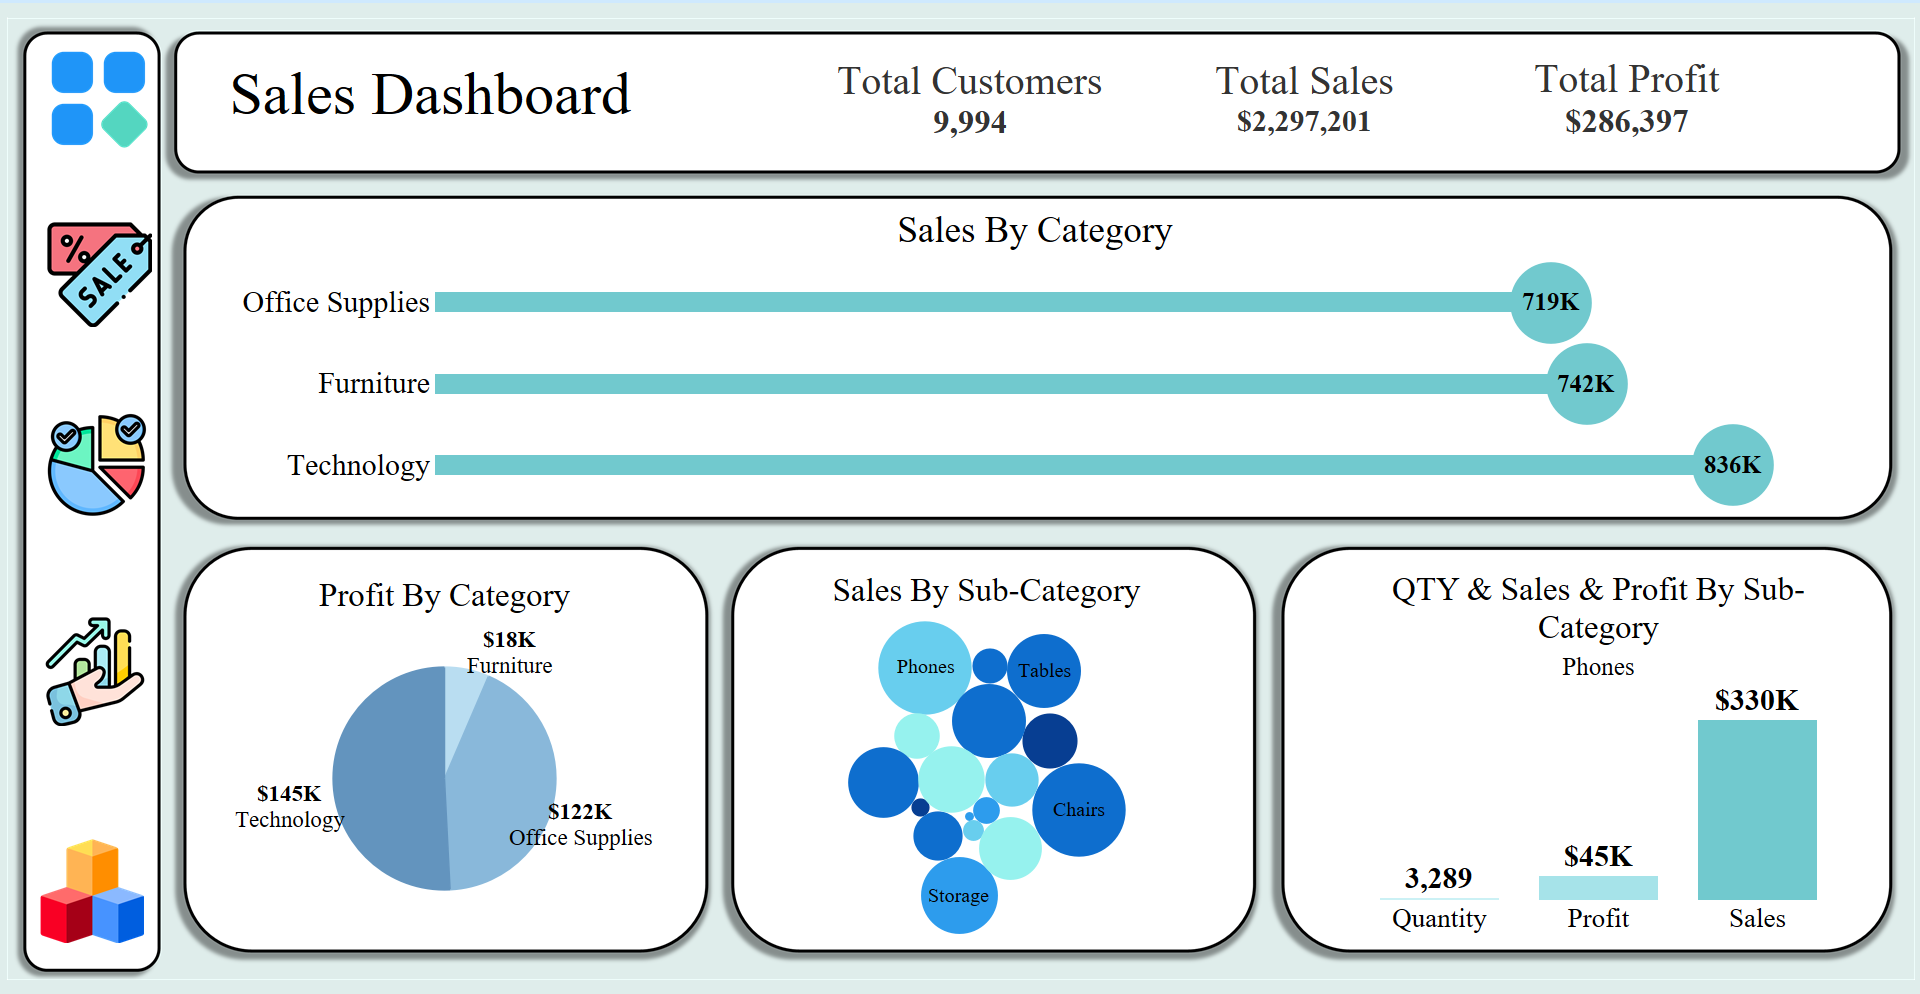 Sales Dashboard
Total Customers
9,994
Total Sales
$2,297,201
Total Profit
$286,397
%
SALE
Sales By Category
Office Supplies
719K
Furniture
742K
Technology
836K
Profit By Category
$18K
Furniture
$145K
Technology
$122K
Office Supplies
Sales By Sub-Category
Phones
Tables
Chairs
Storage
QTY & Sales & Profit By Sub-
Category
Phones
$330K
$45K
3,289
Quantity
Profit
Sales